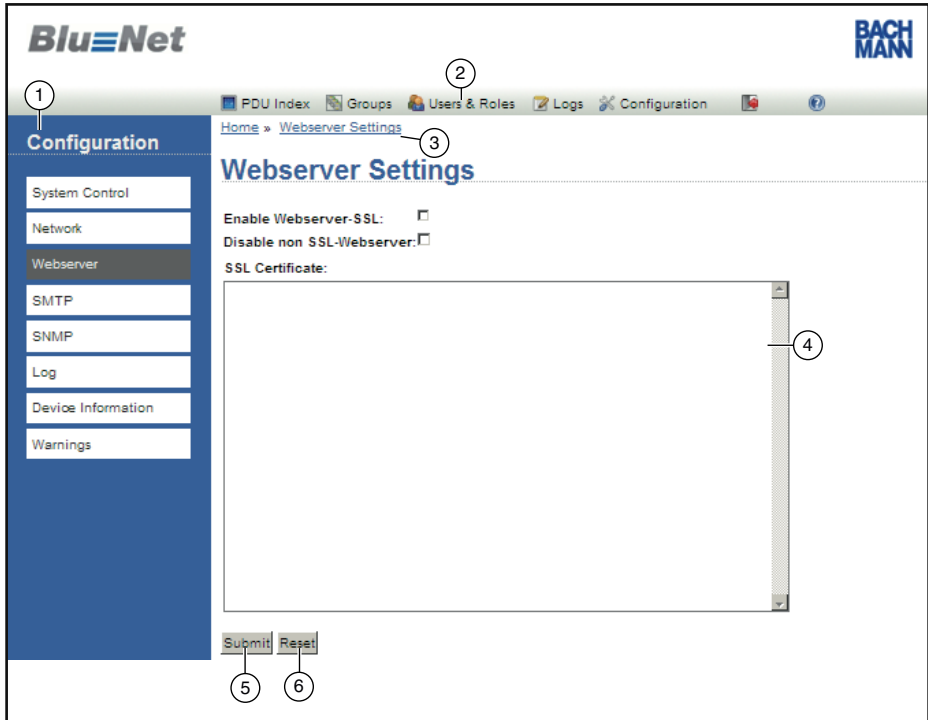 BlueNet
BACH
MANN
1
2
PDU Index Groups Users & Roles Logs Configuration ?
Configuration
Home » Webserver Settings
3
Webserver Settings
System Control
Network
Webserver
SMTP
SNMP
Log
Device Information
Warnings
Enable Webserver-SSL:
Disable non SSL-Webserver:
SSL Certificate:
4
Submit Reset
5
6